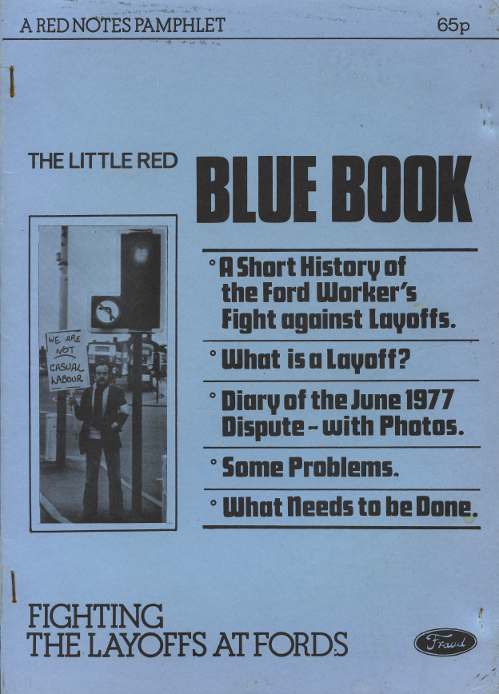 A RED NOTES PAMPHLET 65p
THE LITTLE RED
BLUE BOOK
WE ARE
NOT
CASUAL
LABOUR
° A Short History of
the Ford Worker's
Fight against Layoffs.
° What is a Layoff?
° Diary of the June 1977
Dispute - with Photos.
° Some Problems.
° What Needs to be Done.
FIGHTING
THE LAYOFFS AT FORDS
Fraud